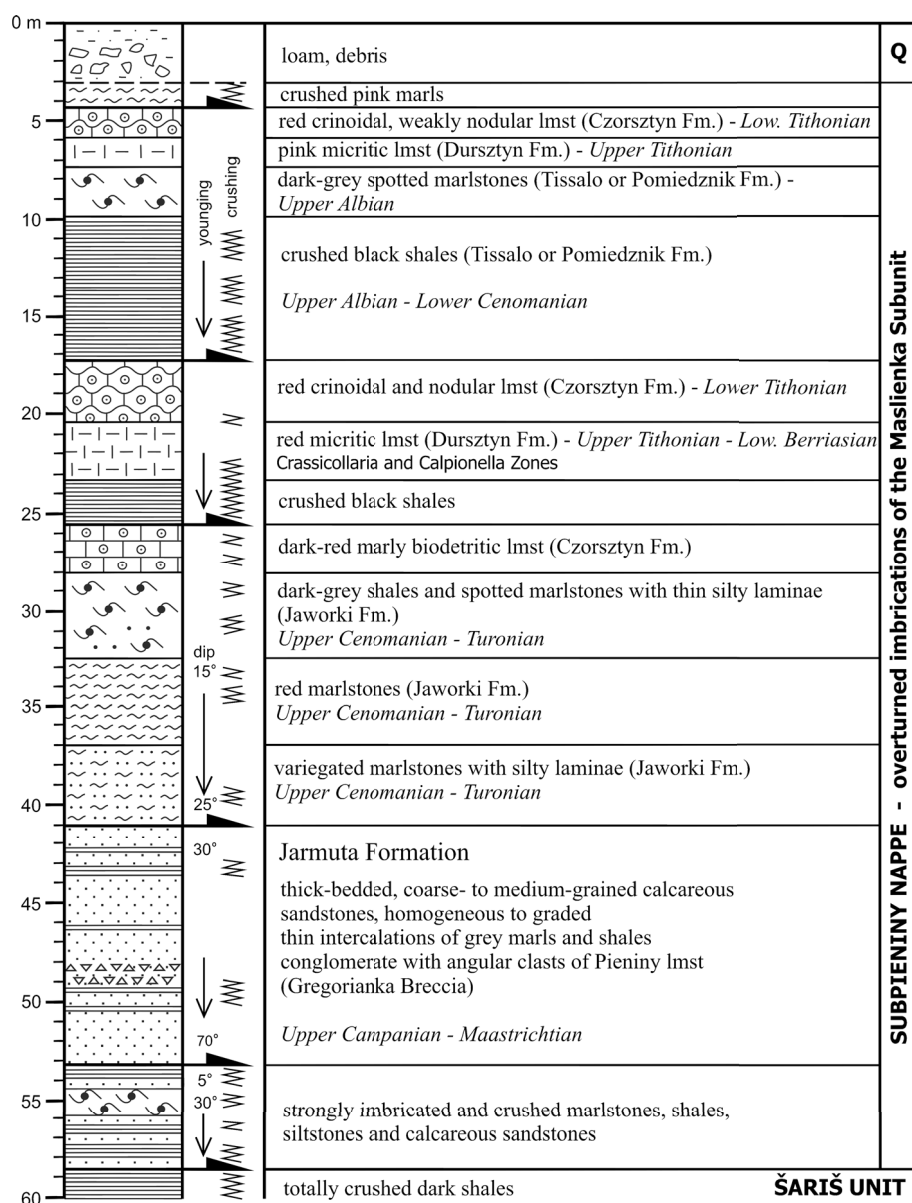 0 m
loam, debris
Q
crushed pink marls
5
red crinoidal, weakly nodular lmst (Czorsztyn Fm.) - Low. Tithonian
pink micritic lmst (Dursztyn Fm.) - Upper Tithonian
younging
crushing
dark-grey spotted marlstones (Tissalo or Pomiedznik Fm.) -
Upper Albian
10
crushed black shales (Tissalo or Pomiedznik Fm.)
Upper Albian - Lower Cenomanian
15
red crinoidal and nodular lmst (Czorsztyn Fm.) - Lower Tithonian
20
red micritic lmst (Dursztyn Fm.) - Upper Tithonian - Low. Berriasian
Crassicollaria and Calpionella Zones
25
crushed black shales
dark-red marly biodetritic lmst (Czorsztyn Fm.)
30
dark-grey shales and spotted marlstones with thin silty laminae
(Jaworki Fm.)
Upper Cenomanian - Turonian
dip
15°
35
red marlstones (Jaworki Fm.)
Upper Cenomanian - Turonian
variegated marlstones with silty laminae (Jaworki Fm.)
Upper Cenomanian - Turonian
40
25°
30°
Jarmuta Formation
45
thick-bedded, coarse- to medium-grained calcareous
sandstones, homogeneous to graded
thin intercalations of grey marls and shales
conglomerate with angular clasts of Pieniny lmst
(Gregorianka Breccia)
50
Upper Campanian - Maastrichtian
70°
5°
30°
55
strongly imbricated and crushed marlstones, shales,
siltstones and calcareous sandstones
SUBPIENINY NAPPE - overturned imbrications of the Maslienka Subunit
60
totally crushed dark shales
ŠARIŠ UNIT